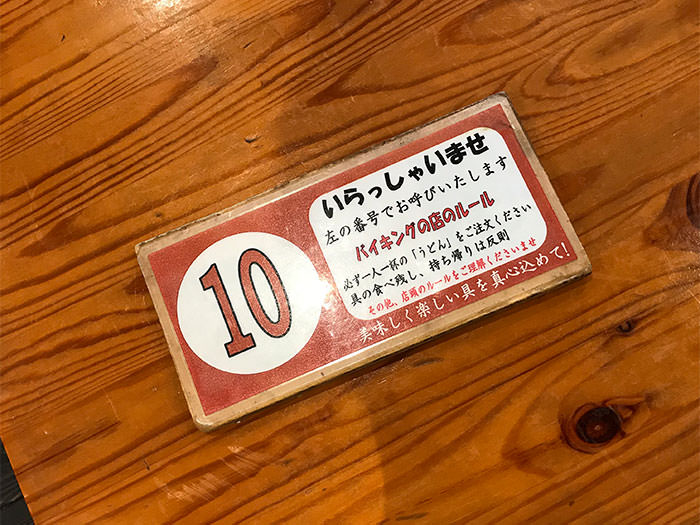 10
いらっしゃいませ
左の番号でお呼びいたします
バイキングの店のルール
必ず一人一杯の「うどん」をご注文ください
具の食べ残し、持ち帰りは反則
その他、店頭のルールをご理解くださいませ
美味しく楽しい具を真心込めて!